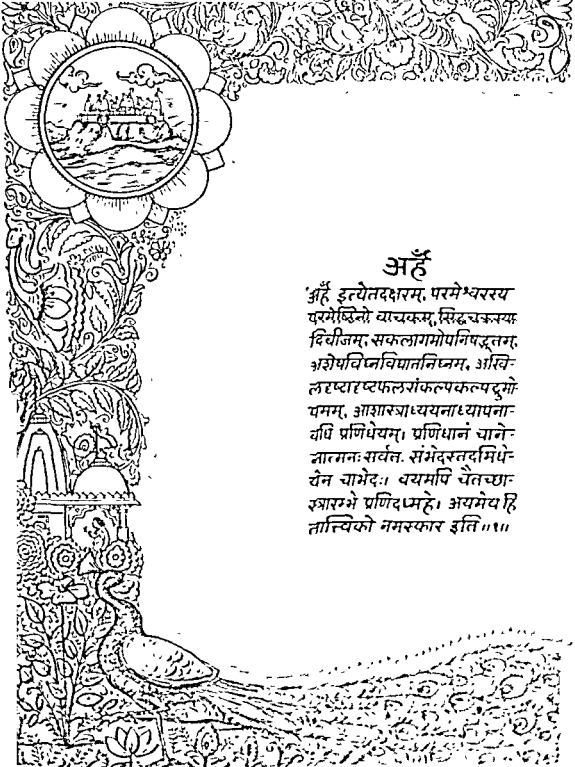 अर्हँ
'अर्हँ इत्येतदक्षरम्, परमेश्वरस्य
परमेष्ठिनो वाचकम्, सिद्धचक्रस्या-
दिबीजम्, सकलागमोपनिषद्भूतम्,
अशेषविघ्नविघातनिघ्नम्, अखि-
लदृष्टादृष्टफलसंकल्पकल्पद्रुमो-
पमम्, आशास्त्राध्ययनाध्यापना-
वधि प्रणिधेयम्। प्रणिधानं चाने-
नात्मनः सर्वतः संभेदस्तदभिधे-
येन चाभेदः। वयमपि चैतच्छा-
स्त्रारम्भे प्रणिदध्महे। अयमेव हि
तात्त्विको नमस्कार इति॥१॥